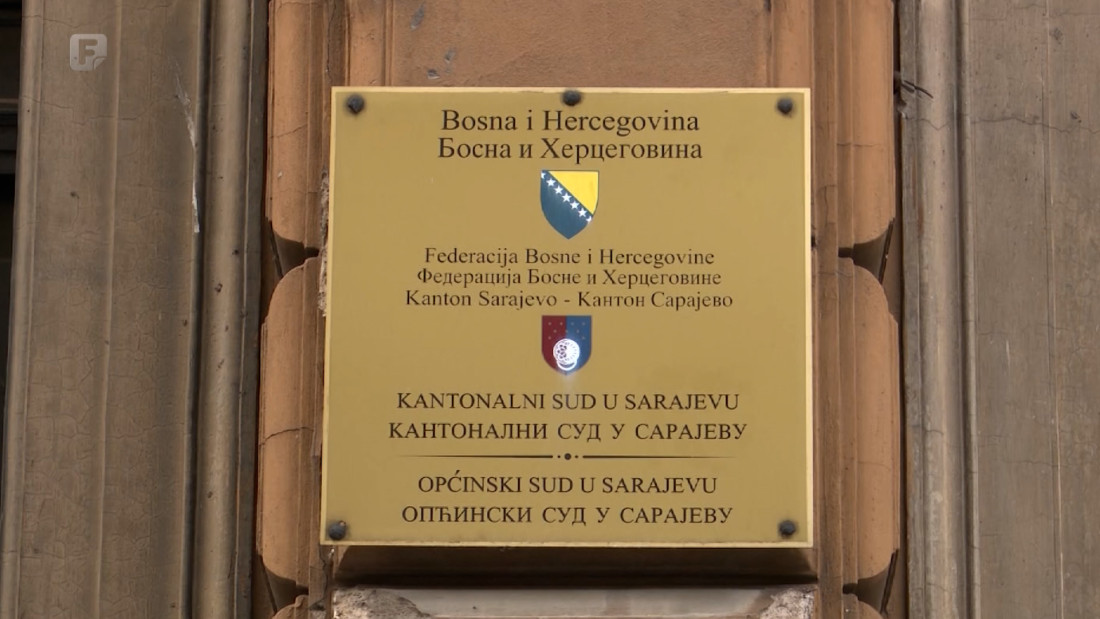 F
Bosna i Hercegovina
Босна и Херцеговина
Federacija Bosne i Hercegovine
Федерација Босне и Херцеговине
Kanton Sarajevo - Кантон Сарајево
KANTONALNI SUD U SARAJEVU
КАНТОНАЛНИ СУД У САРАЈЕВУ
OPĆINSKI SUD U SARAJEVU
ОПЋИНСКИ СУД У САРАЈЕВУ